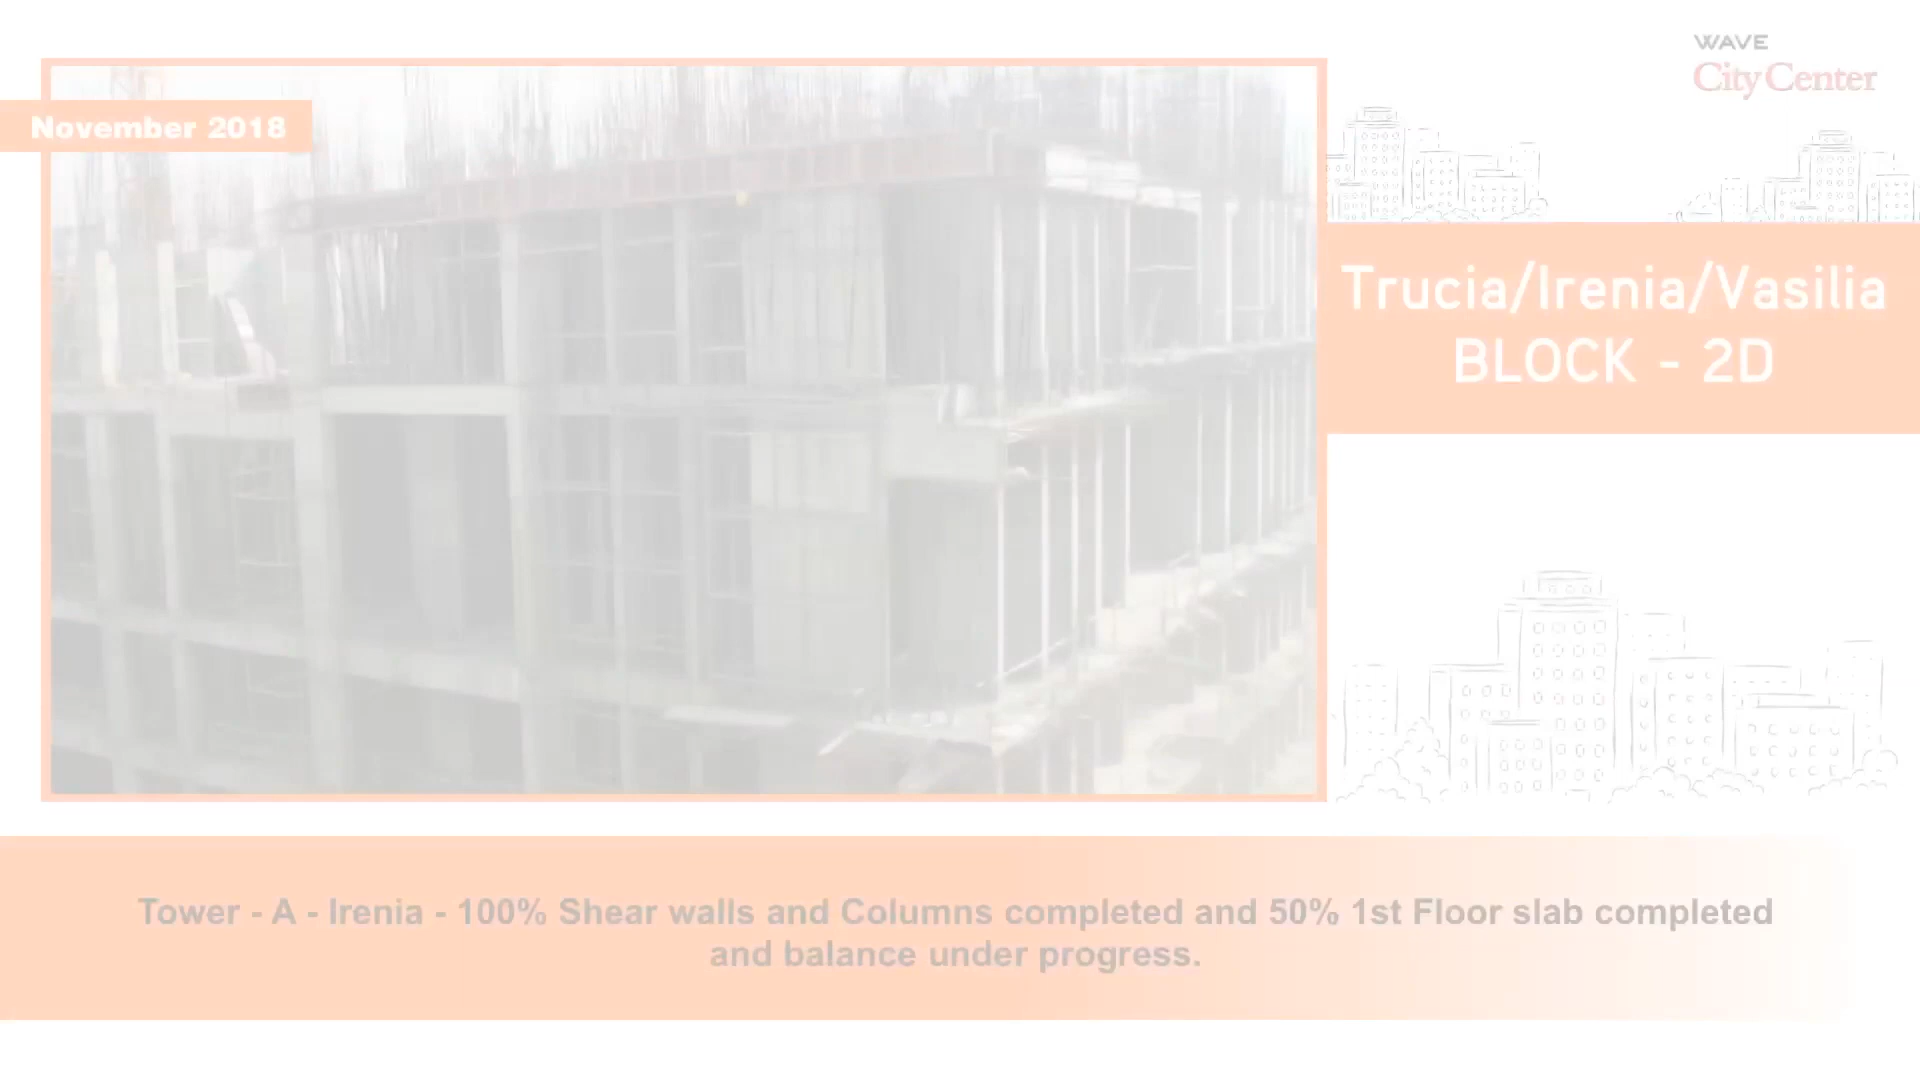 WAVE
City Center
November 2018
Trucia/Irenia/Vasilia
BLOCK - 2D
Tower - A - Irenia - 100% Shear walls and Columns completed and 50% 1st Floor slab completed
and balance under progress.